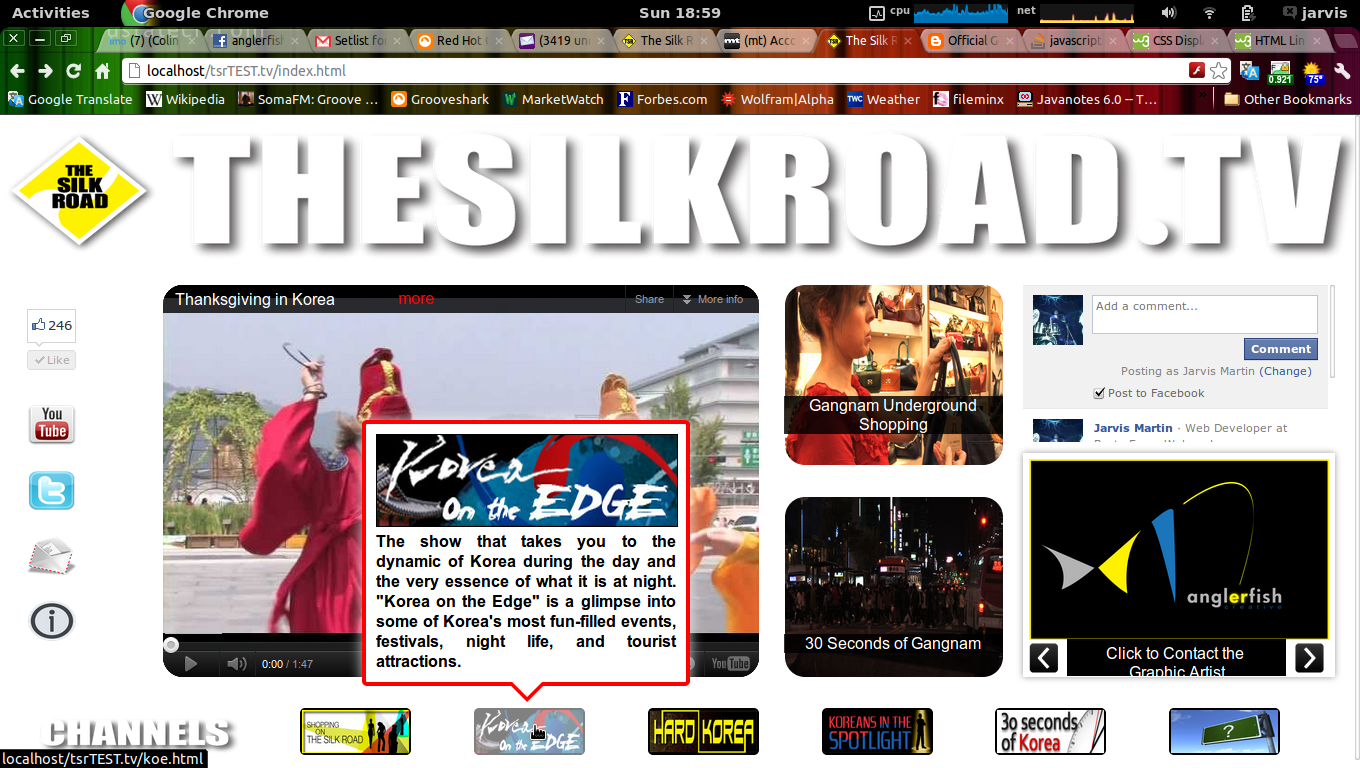 Activities
Google Chrome
Sun 18:59
cpu
net
jarvis
(7) (Colin
anglerfish
Setlist fo
Red Hot C
(3419 un
The Silk R
(mt) Acco
The Silk R
Official G
javascript
CSS Displ
HTML Lin
localhost/tsrTEST.tv/index.html
0.921
75°
Google Translate
Wikipedia
SomaFM: Groove ...
Grooveshark
MarketWatch
Forbes.com
Wolfram|Alpha
TWC Weather
fileminx
Javanotes 6.0 -- T...
Other Bookmarks
THE
SILK
ROAD
THESILKROAD.TV
246
Like
You
Tube
Thanksgiving in Korea
more
Share
More info
Korea
On the EDGE
The show that takes you to the
dynamic of Korea during the day and
the very essence of what it is at night.
"Korea on the Edge" is a glimpse into
some of Korea's most fun-filled events,
festivals, night life, and tourist
attractions.
0:00 / 1:47
You Tube
Gangnam Underground
Shopping
30 Seconds of Gangnam
Add a comment...
Comment
Posting as Jarvis Martin (Change)
Post to Facebook
Jarvis Martin · Web Developer at
anglerfish
creative
Click to Contact the
Graphic Artist
CHANNELS
SHOPPING
ON
THE SILK ROAD
Korea
On the EDGE
HARD KOREA
KOREANS IN THE
SPOTLIGHT
30 seconds
of Korea
?
localhost/tsrTEST.tv/koe.html